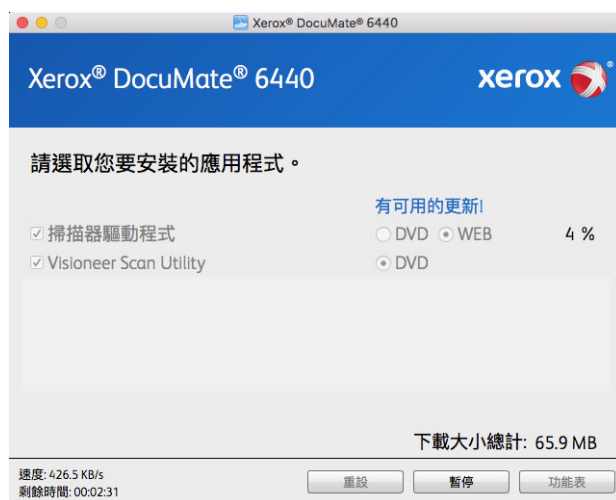 Xerox® DocuMate® 6440
Xerox® DocuMate® 6440
xerox
請選取您要安裝的應用程式。
有可用的更新!
掃描器驅動程式 DVD WEB 4 %
Visioneer Scan Utility DVD
下載大小總計: 65.9 MB
速度: 426.5 KB/s
剩餘時間: 00:02:31
重設 暫停 功能表